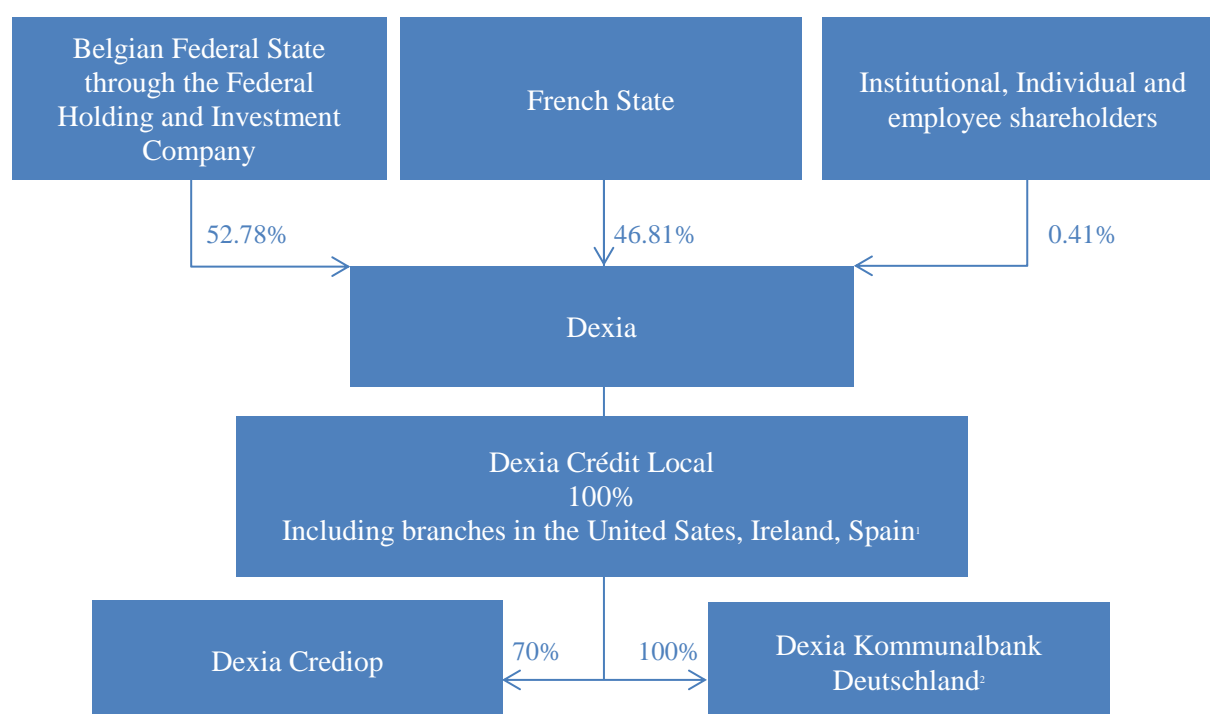 Belgian Federal State
through the Federal
Holding and Investment
Company
French State
Institutional, Individual and
employee shareholders
52.78%
46.81%
0.41%
Dexia
Dexia Crédit Local
100%
Including branches in the United Sates, Ireland, Spain¹
Dexia Crediop
70%
100%
Dexia Kommunalbank
Deutschland²